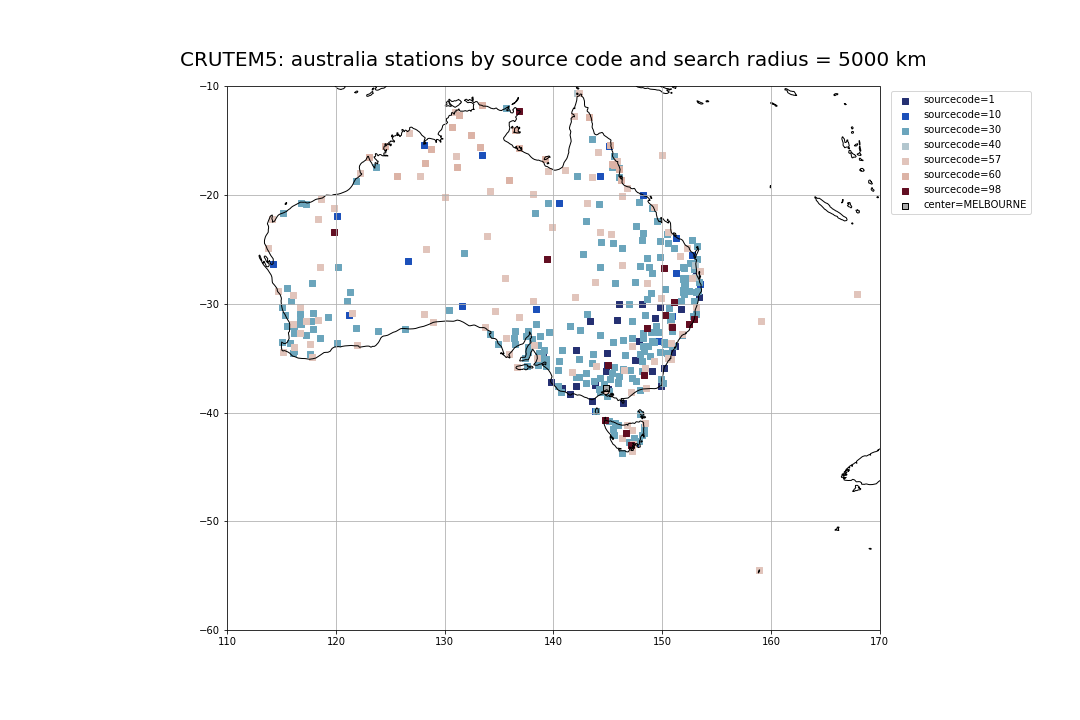 CRUTEM5: australia stations by source code and search radius = 5000 km
sourcecode=1
sourcecode=10
sourcecode=30
sourcecode=40
sourcecode=57
sourcecode=60
sourcecode=98
center=MELBOURNE
−10
−20
−30
−40
−50
−60
110
120
130
140
150
160
170